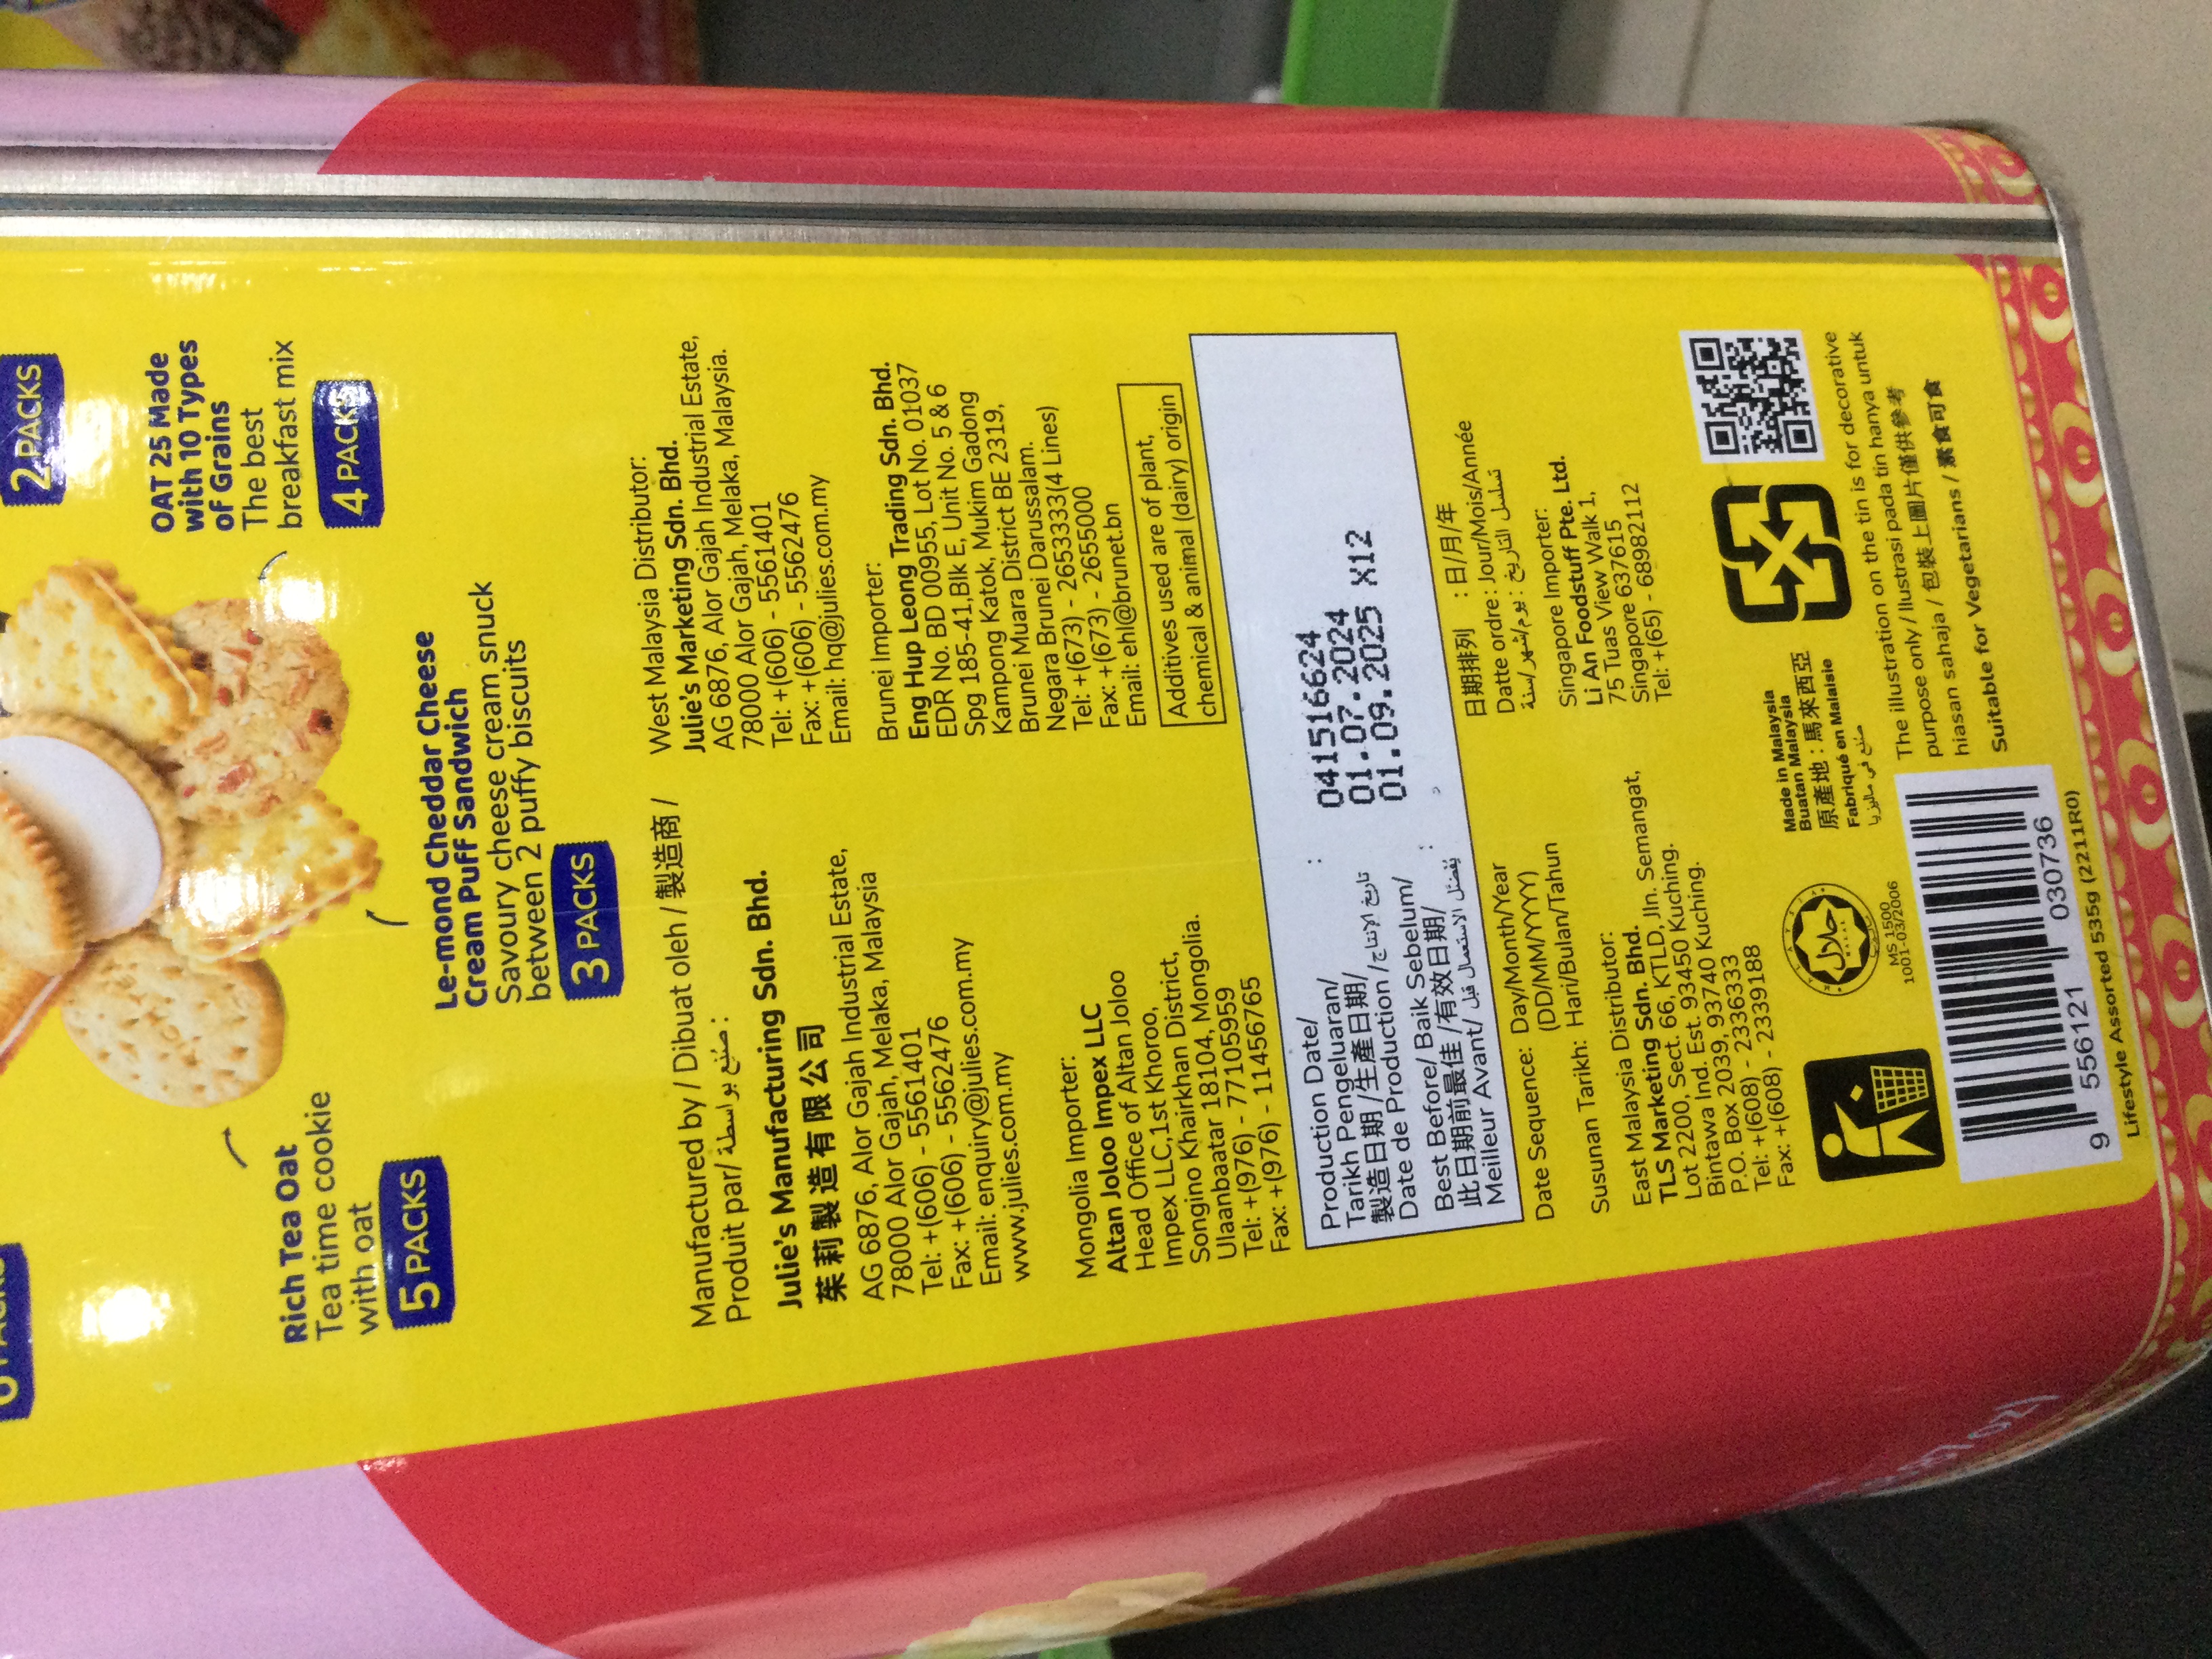 2 PACKS
OAT 25 Made
with 10 Types
of Grains
The best
breakfast mix
4 PACKS
Le-mond Cheddar Cheese
Cream Puff Sandwich
Savoury cheese cream snuck
between 2 puffy biscuits
3 PACKS
Rich Tea Oat
Tea time cookie
with oat
5 PACKS
Manufactured by / Dibuat oleh / 製造商 /
Produit par/ صنع بواسطة :
Julie's Manufacturing Sdn. Bhd.
茱莉製造有限公司
AG 6876, Alor Gajah Industrial Estate,
78000 Alor Gajah, Melaka, Malaysia
Tel: +(606) - 5561401
Fax: +(606) - 5562476
Email: enquiry@julies.com.my
www.julies.com.my
Mongolia Importer:
Altan Joloo Impex LLC
Head Office of Altan Joloo
Impex LLC,1st Khoroo,
Songino Khairkhan District,
Ulaanbaatar 18104, Mongolia.
Tel: +(976) - 77105959
Fax: +(976) - 11456765
West Malaysia Distributor:
Julie's Marketing Sdn. Bhd.
AG 6876, Alor Gajah Industrial Estate,
78000 Alor Gajah, Melaka, Malaysia.
Tel: +(606) - 5561401
Fax: +(606) - 5562476
Email: hq@julies.com.my
Brunei Importer:
Eng Hup Leong Trading Sdn. Bhd.
EDR No. BD 00955, Lot No. 01037
Spg 185-41,Blk E, Unit No. 5 & 6
Kampong Katok, Mukim Gadong
Brunei Muara District BE 2319,
Negara Brunei Darussalam.
Tel: +(673) - 2653333(4 Lines)
Fax: +(673) - 2655000
Email: ehl@brunet.bn
Additives used are of plant,
chemical & animal (dairy) origin
Production Date/
Tarikh Pengeluaran/
製造日期 /生產日期/
Date de Production / تاريخ الإنتاج :
Best Before/ Baik Sebelum/
此日期前最佳 /有效日期/
Meilleur Avant/ يُفضل الاستعمال قبل :
041516624
01.07.2024
01.09.2025 X12
Date Sequence: Day/Month/Year
(DD/MM/YYYY)
Susunan Tarikh: Hari/Bulan/Tahun
日期排列 : 日/月/年
Datte ordre: Jour/Mois/Année
تسلسل التاريخ : يوم/شهر/سنة
East Malaysia Distributor:
TLS Marketing Sdn. Bhd.
Lot 2200, Sect. 66, KTLD, Jln. Semangat,
Bintawa Ind. Est. 93450 Kuching.
P.O. Box 2039, 93740 Kuching.
Tel: +(608) - 2336333
Fax: +(608) - 2339188
Singapore Importer:
Li An Foodstuff Pte. Ltd.
75 Tuas View Walk 1,
Singapore 637615
Tel: +(65) - 68982112
حلال
HALAL
MS 1500
1001-03/2006
Made in Malaysia
Buatan Malaysia
原產地：馬來西亞
Fabriqué en Malaisie
صنع في ماليزيا
The illustration on the tin is for decorative
purpose only / Ilustrasi pada tin hanya untuk
hiasan sahaja / 包裝上圖片僅供參考
Suitable for Vegetarians / 素食可食
9 556121 030736
Lifestyle Assorted 535g (2211R0)